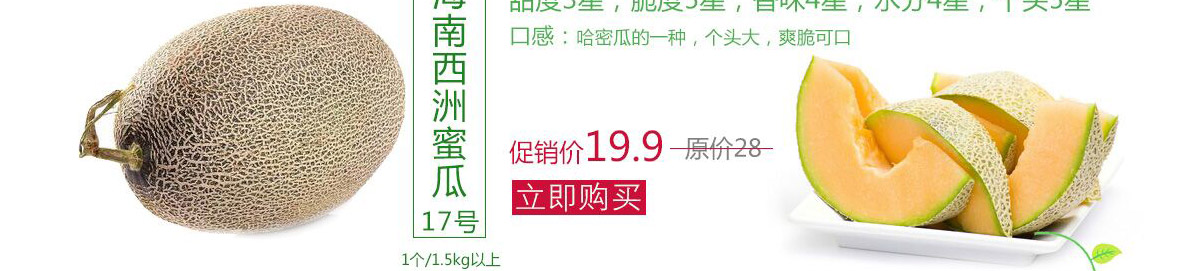 海南西洲蜜瓜
17号
1个/1.5kg以上
甜度3星，脆度5星，香味4星，水分4星，个头5星
口感：哈密瓜的一种，个头大，爽脆可口
促销价19.9 原价28
立即购买